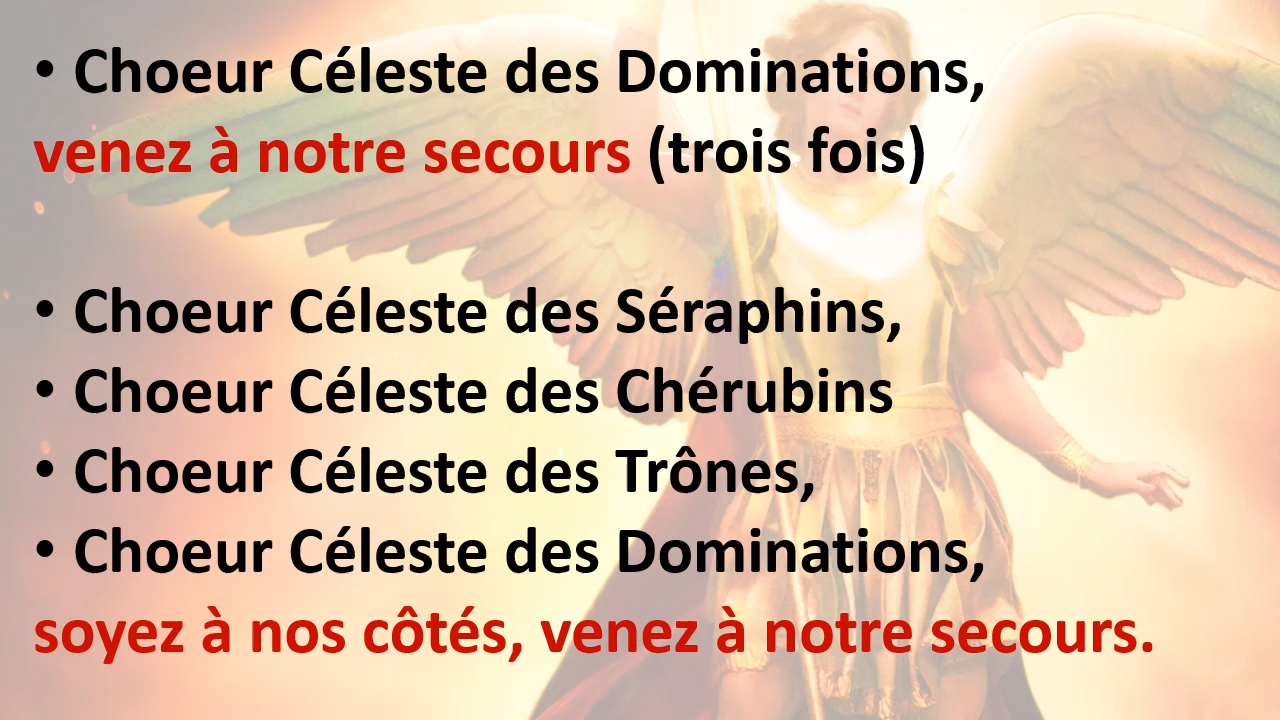 • Choeur Céleste des Dominations,
venez à notre secours (trois fois)
• Choeur Céleste des Séraphins,
• Choeur Céleste des Chérubins
• Choeur Céleste des Trônes,
• Choeur Céleste des Dominations,
soyez à nos côtés, venez à notre secours.